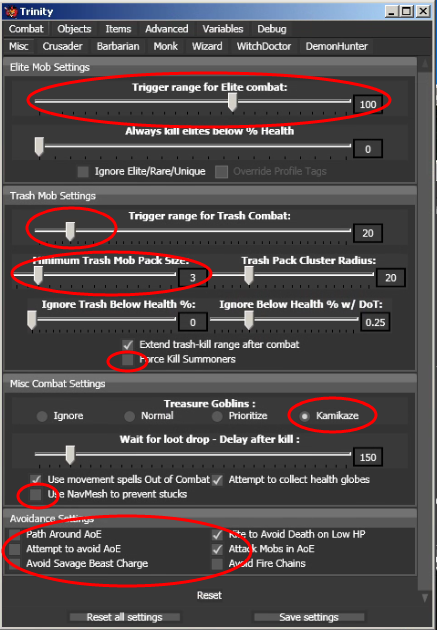 Trinity
Combat Objects Items Advanced Variables Debug
Misc Crusader Barbarian Monk Wizard WitchDoctor DemonHunter
Elite Mob Settings
Trigger range for Elite combat:
100
Always kill elites below % Health
0
Ignore Elite/Rare/Unique Override Profile Tags
Trash Mob Settings
Trigger range for Trash Combat:
20
Minimum Trash Mob Pack Size: Trash Pack Cluster Radius:
3 20
Ignore Trash Below Health %: Ignore Below Health % w/ DoT:
0 0.25
Extend trash-kill range after combat
Force Kill Summoners
Misc Combat Settings
Treasure Goblins :
Ignore Normal Prioritize Kamikaze
Wait for loot drop - Delay after kill :
150
Use movement spells Out of Combat Attempt to collect health globes
Use NavMesh to prevent stucks
Avoidance Settings
Path Around AoE Kite to Avoid Death on Low HP
Attempt to avoid AoE Attack Mobs in AoE
Avoid Savage Beast Charge Avoid Fire Chains
Reset
Reset all settings Save settings